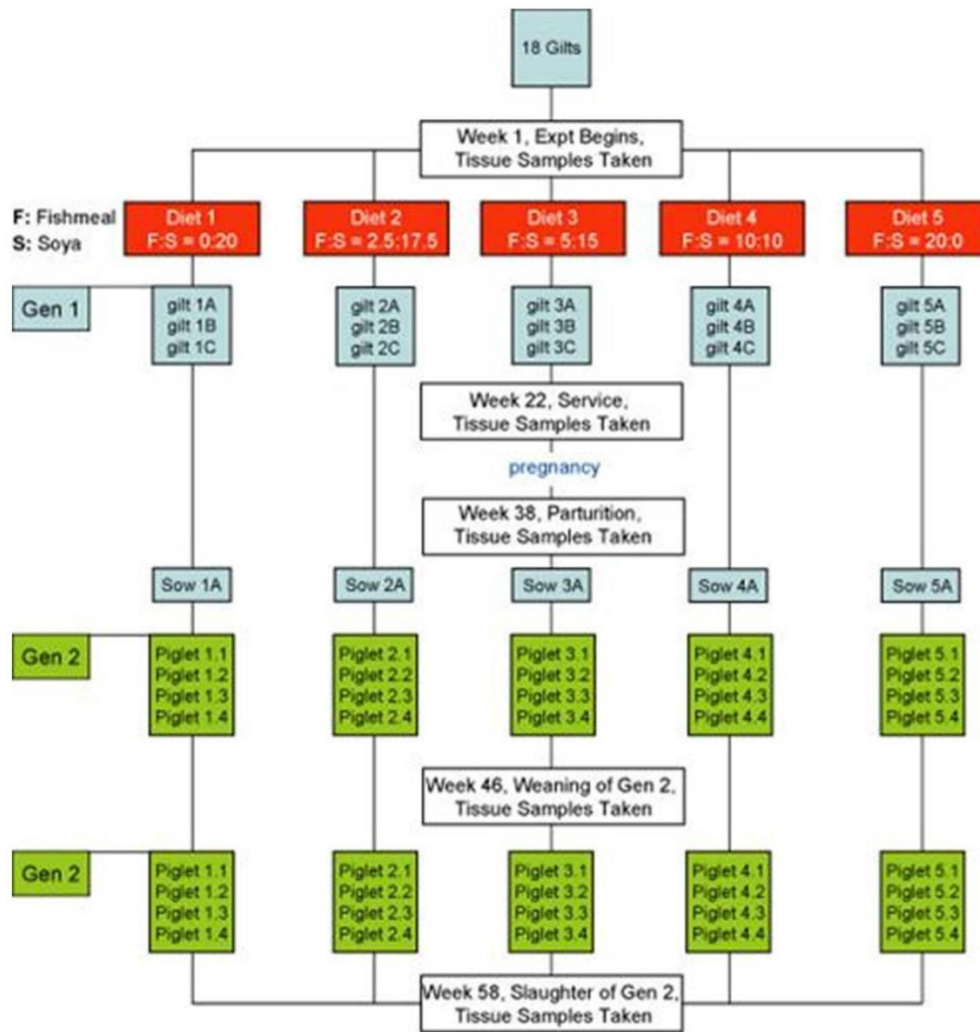 18 Gilts
Week 1, Expt Begins,
Tissue Samples Taken
F: Fishmeal
S: Soya
Diet 1
F:S = 0:20
Diet 2
F:S = 2.5:17.5
Diet 3
F:S = 5:15
Diet 4
F:S = 10:10
Diet 5
F:S = 20:0
Gen 1
gilt 1A
gilt 1B
gilt 1C
gilt 2A
gilt 2B
gilt 2C
gilt 3A
gilt 3B
gilt 3C
gilt 4A
gilt 4B
gilt 4C
gilt 5A
gilt 5B
gilt 5C
Week 22, Service,
Tissue Samples Taken
pregnancy
Week 38, Parturition,
Tissue Samples Taken
Sow 1A
Sow 2A
Sow 3A
Sow 4A
Sow 5A
Gen 2
Piglet 1.1
Piglet 1.2
Piglet 1.3
Piglet 1.4
Piglet 2.1
Piglet 2.2
Piglet 2.3
Piglet 2.4
Piglet 3.1
Piglet 3.2
Piglet 3.3
Piglet 3.4
Piglet 4.1
Piglet 4.2
Piglet 4.3
Piglet 4.4
Piglet 5.1
Piglet 5.2
Piglet 5.3
Piglet 5.4
Week 46, Weaning of Gen 2,
Tissue Samples Taken
Gen 2
Piglet 1.1
Piglet 1.2
Piglet 1.3
Piglet 1.4
Piglet 2.1
Piglet 2.2
Piglet 2.3
Piglet 2.4
Piglet 3.1
Piglet 3.2
Piglet 3.3
Piglet 3.4
Piglet 4.1
Piglet 4.2
Piglet 4.3
Piglet 4.4
Piglet 5.1
Piglet 5.2
Piglet 5.3
Piglet 5.4
Week 58, Slaughter of Gen 2,
Tissue Samples Taken